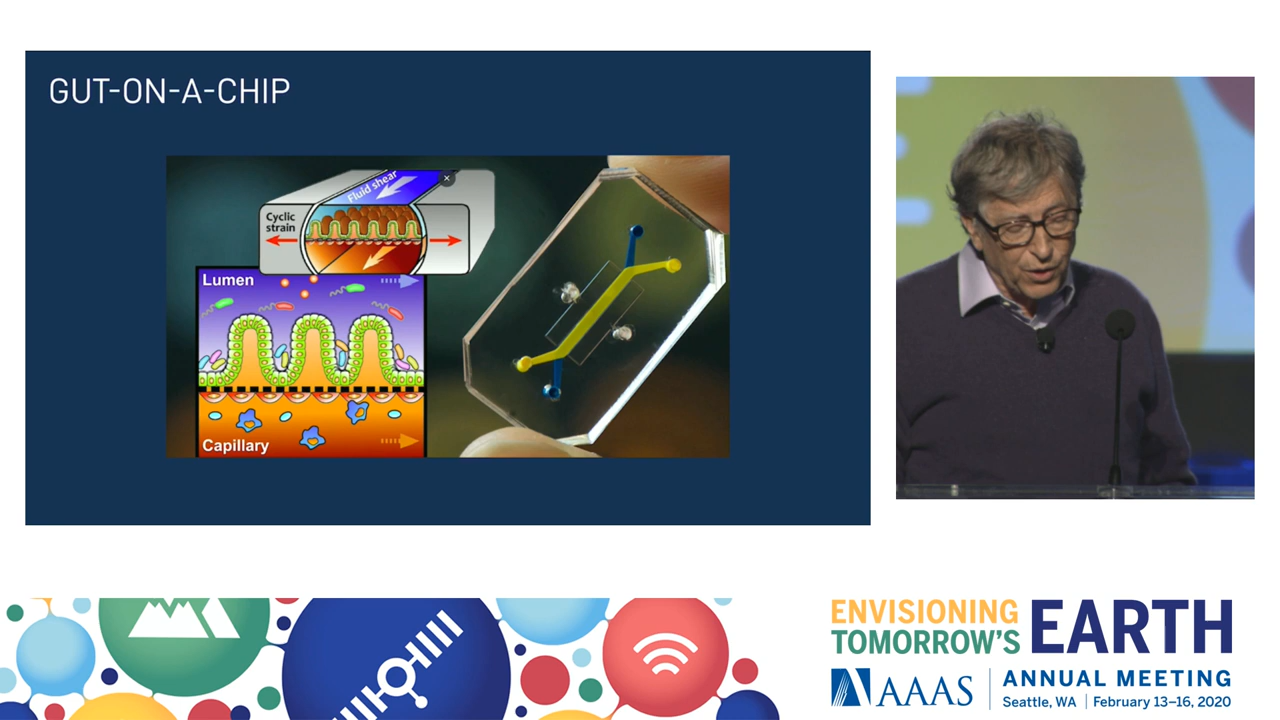 GUT-ON-A-CHIP
Fluid shear
Cyclic
strain
Lumen
Capillary
ENVISIONING
TOMORROW'S
EARTH
AAAS
ANNUAL MEETING
Seattle, WA | February 13–16, 2020